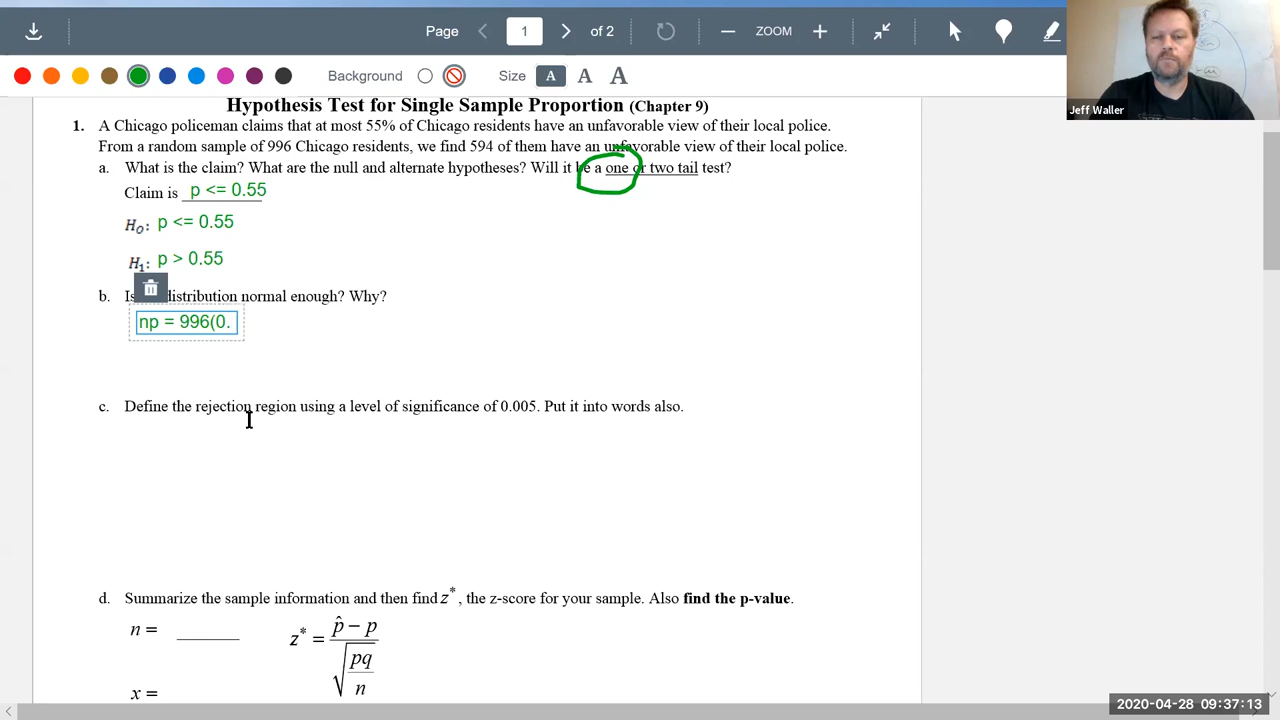 Page 1 of 2 ZOOM
Background Size A A A
Jeff Waller
Hypothesis Test for Single Sample Proportion (Chapter 9)
1. A Chicago policeman claims that at most 55% of Chicago residents have an unfavorable view of their local police.
From a random sample of 996 Chicago residents, we find 594 of them have an unfavorable view of their local police.
a. What is the claim? What are the null and alternate hypotheses? Will it be a one or two tail test?
Claim is p <= 0.55
H0: p <= 0.55
H1: p > 0.55
b. Is distribution normal enough? Why?
np = 996(0.
c. Define the rejection region using a level of significance of 0.005. Put it into words also.
d. Summarize the sample information and then find z*, the z-score for your sample. Also find the p-value.
n = ______ z* = (p̂ − p) / √(pq/n)
x =
2020-04-28 09:37:13